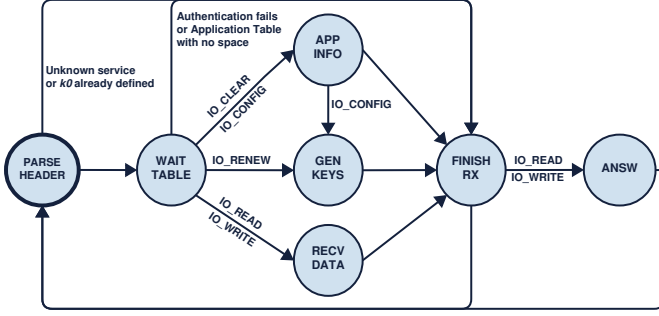 Authentication fails
or Application Table
with no space
Unknown service
or k0 already defined
APP
INFO
IO_CLEAR
IO_CONFIG
IO_CONFIG
PARSE
HEADER
WAIT
TABLE
IO_RENEW
GEN
KEYS
FINISH
RX
IO_READ
IO_WRITE
ANSW
IO_READ
IO_WRITE
RECV
DATA